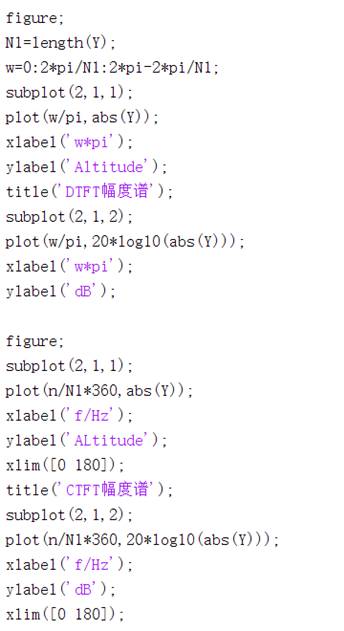 figure;
N1=length(Y);
w=0:2*pi/N1:2*pi-2*pi/N1;
subplot(2,1,1);
plot(w/pi,abs(Y));
xlabel('w*pi');
ylabel('Altitude');
title('DTFT幅度谱');
subplot(2,1,2);
plot(w/pi,20*log10(abs(Y)));
xlabel('w*pi');
ylabel('dB');
figure;
subplot(2,1,1);
plot(n/N1*360,abs(Y));
xlabel('f/Hz');
ylabel('ALtitude');
xlim([0 180]);
title('CTFT幅度谱');
subplot(2,1,2);
plot(n/N1*360,20*log10(abs(Y)));
xlabel('f/Hz');
ylabel('dB');
xlim([0 180]);